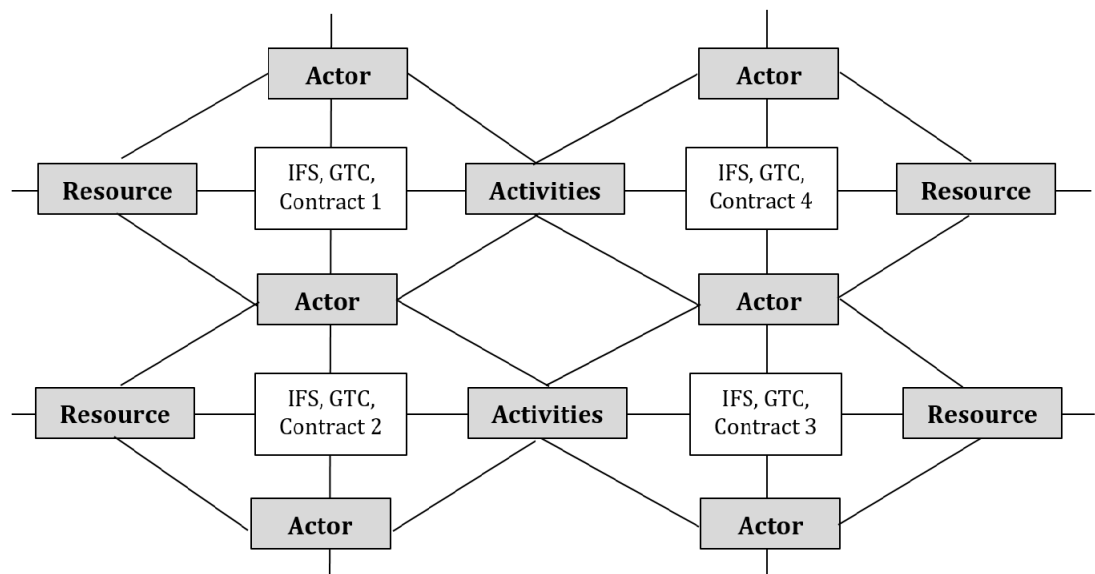 Actor
Actor
Resource
IFS, GTC,
Contract 1
Activities
IFS, GTC,
Contract 4
Resource
Actor
Actor
Resource
IFS, GTC,
Contract 2
Activities
IFS, GTC,
Contract 3
Resource
Actor
Actor